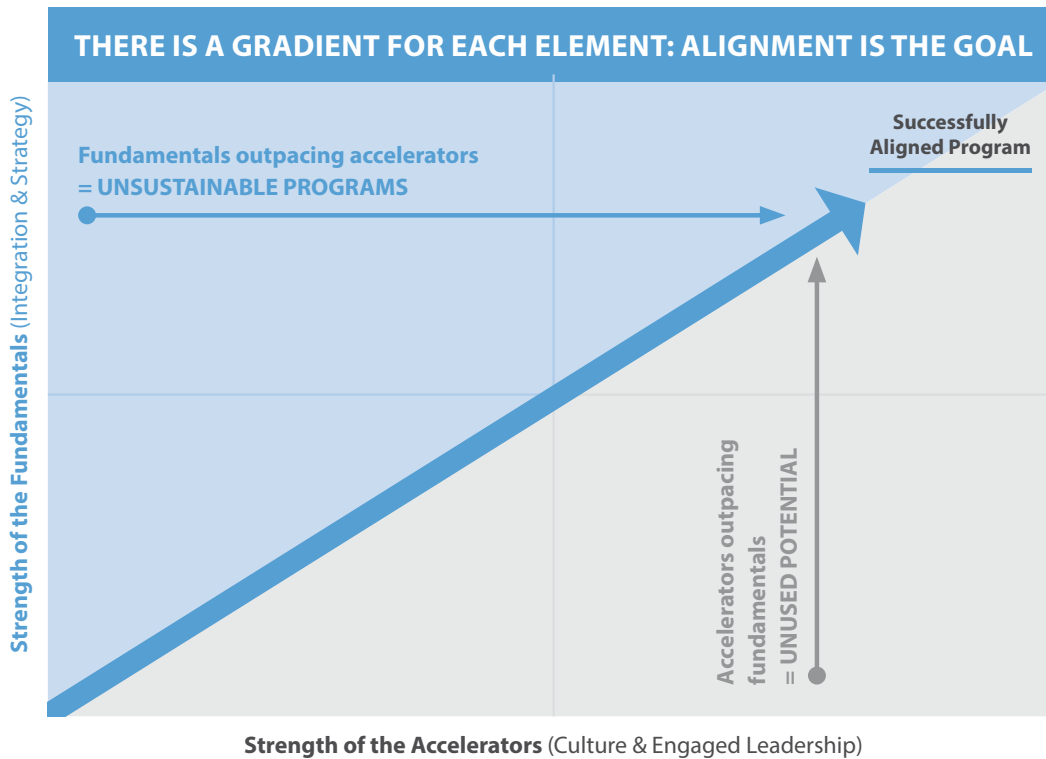 THERE IS A GRADIENT FOR EACH ELEMENT: ALIGNMENT IS THE GOAL
Strength of the Fundamentals (Integration & Strategy)
Fundamentals outpacing accelerators
= UNSUSTAINABLE PROGRAMS
Successfully
Aligned Program
Accelerators outpacing
fundamentals
= UNUSED POTENTIAL
Strength of the Accelerators (Culture & Engaged Leadership)